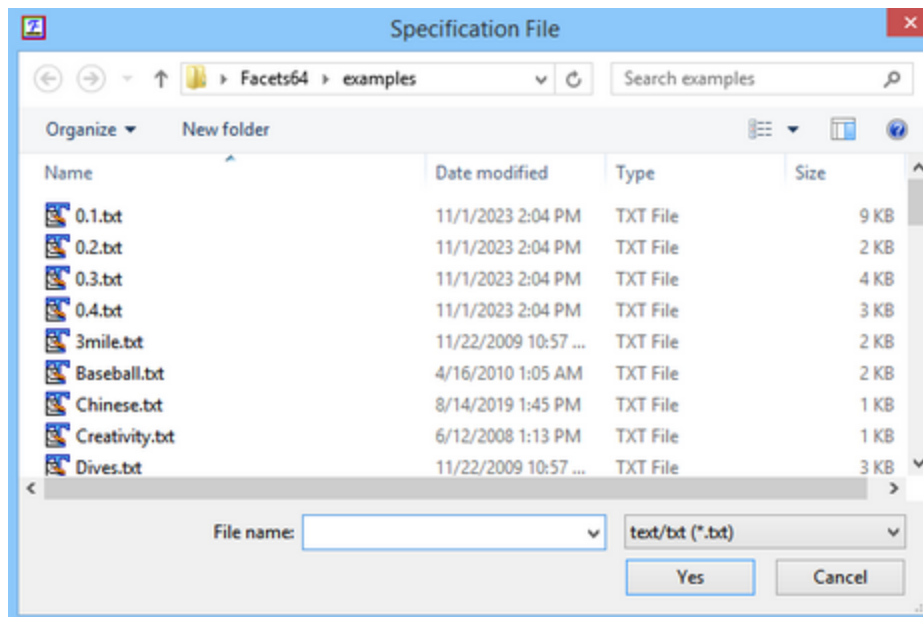 Specification File
Facets64 examples Search examples
Organize New folder
Name Date modified Type Size
0.1.txt 11/1/2023 2:04 PM TXT File 9 KB
0.2.txt 11/1/2023 2:04 PM TXT File 2 KB
0.3.txt 11/1/2023 2:04 PM TXT File 4 KB
0.4.txt 11/1/2023 2:04 PM TXT File 3 KB
3mile.txt 11/22/2009 10:57 ... TXT File 2 KB
Baseball.txt 4/16/2010 1:05 AM TXT File 2 KB
Chinese.txt 8/14/2019 1:45 PM TXT File 1 KB
Creativity.txt 6/12/2008 1:13 PM TXT File 1 KB
Dives.txt 11/22/2009 10:57 ... TXT File 3 KB
File name: text/txt (*.txt)
Yes Cancel